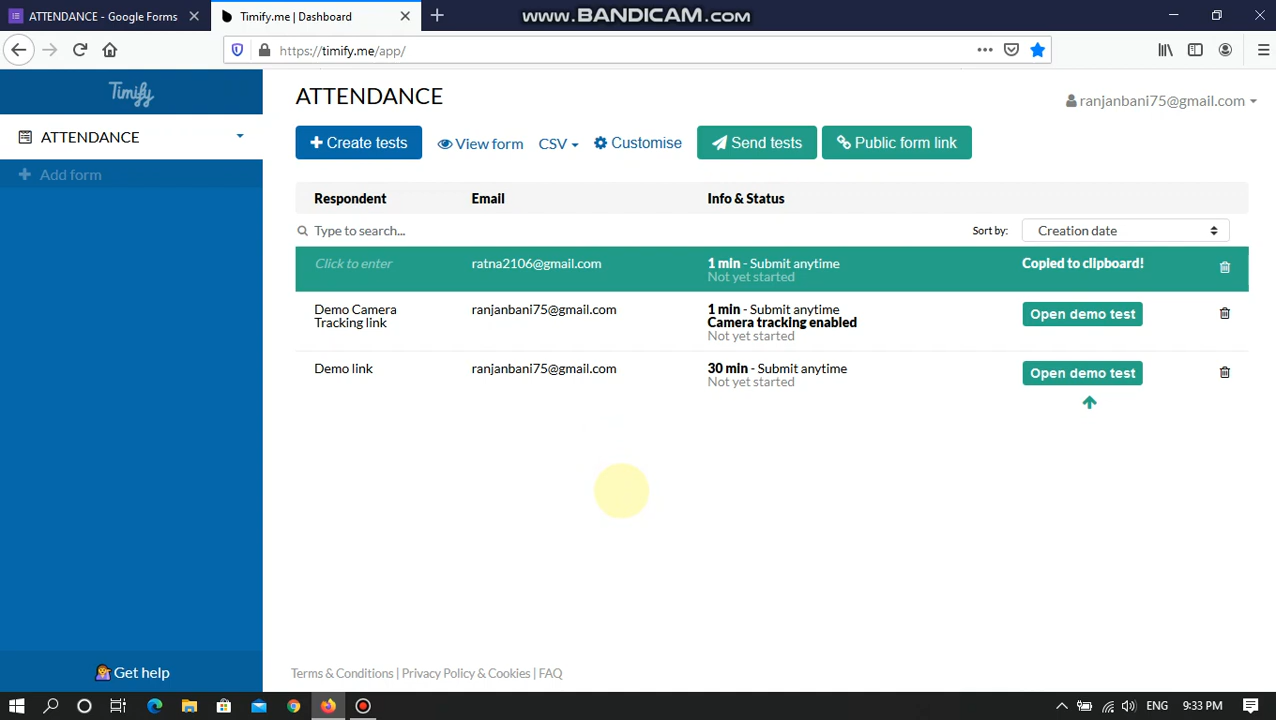 ATTENDANCE - Google Forms
Timify.me | Dashboard
www.BANDICAM.com
https://timify.me/app/
Timify
ATTENDANCE
ranjanbani75@gmail.com
ATTENDANCE
Create tests
View form
CSV
Customise
Send tests
Public form link
Add form
Respondent
Email
Info & Status
Type to search...
Sort by:
Creation date
Click to enter
ratna2106@gmail.com
1 min - Submit anytime
Not yet started
Copied to clipboard!
Demo Camera
Tracking link
ranjanbani75@gmail.com
1 min - Submit anytime
Camera tracking enabled
Not yet started
Open demo test
Demo link
ranjanbani75@gmail.com
30 min - Submit anytime
Not yet started
Open demo test
Get help
Terms & Conditions | Privacy Policy & Cookies | FAQ
ENG
9:33 PM